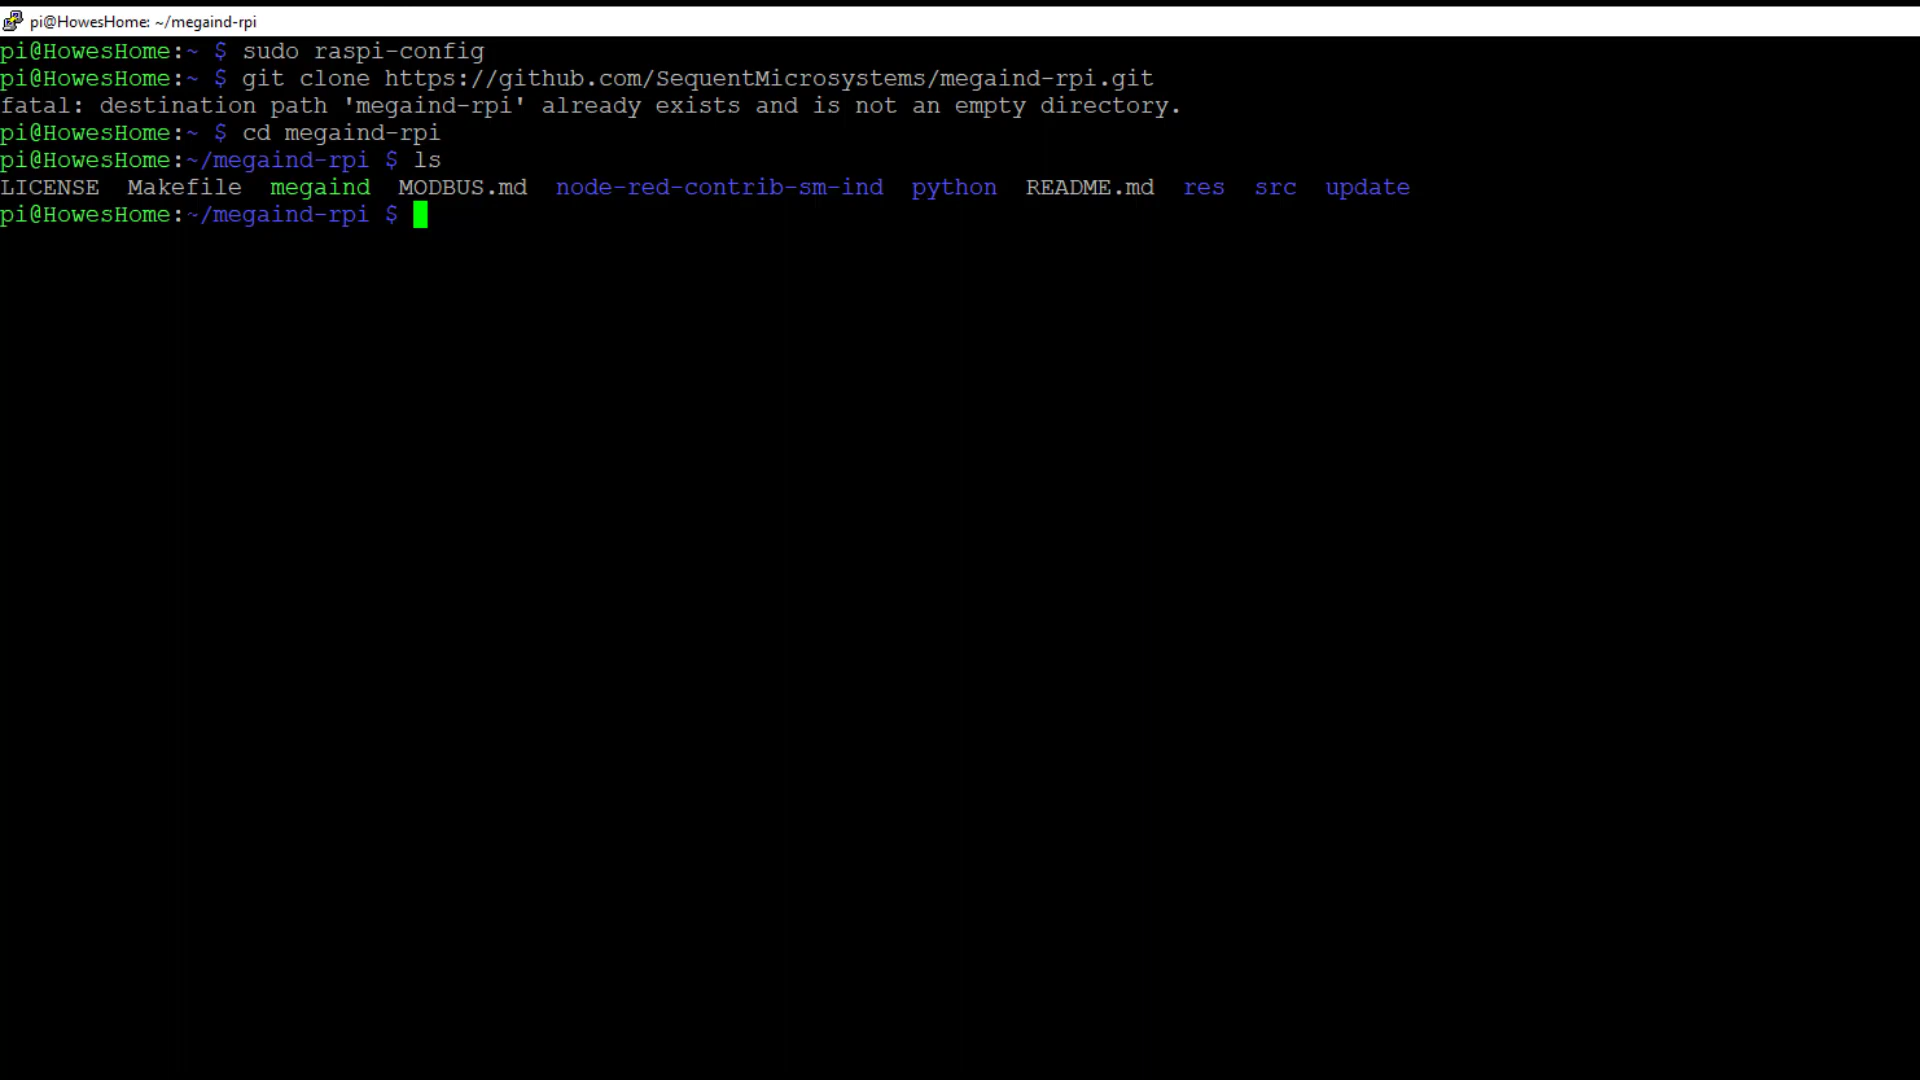 pi@HowesHome: ~/megaind-rpi
pi@HowesHome:~ $ sudo raspi-config
pi@HowesHome:~ $ git clone https://github.com/SequentMicrosystems/megaind-rpi.git
fatal: destination path 'megaind-rpi' already exists and is not an empty directory.
pi@HowesHome:~ $ cd megaind-rpi
pi@HowesHome:~/megaind-rpi $ ls
LICENSE  Makefile  megaind  MODBUS.md  node-red-contrib-sm-ind  python  README.md  res  src  update
pi@HowesHome:~/megaind-rpi $